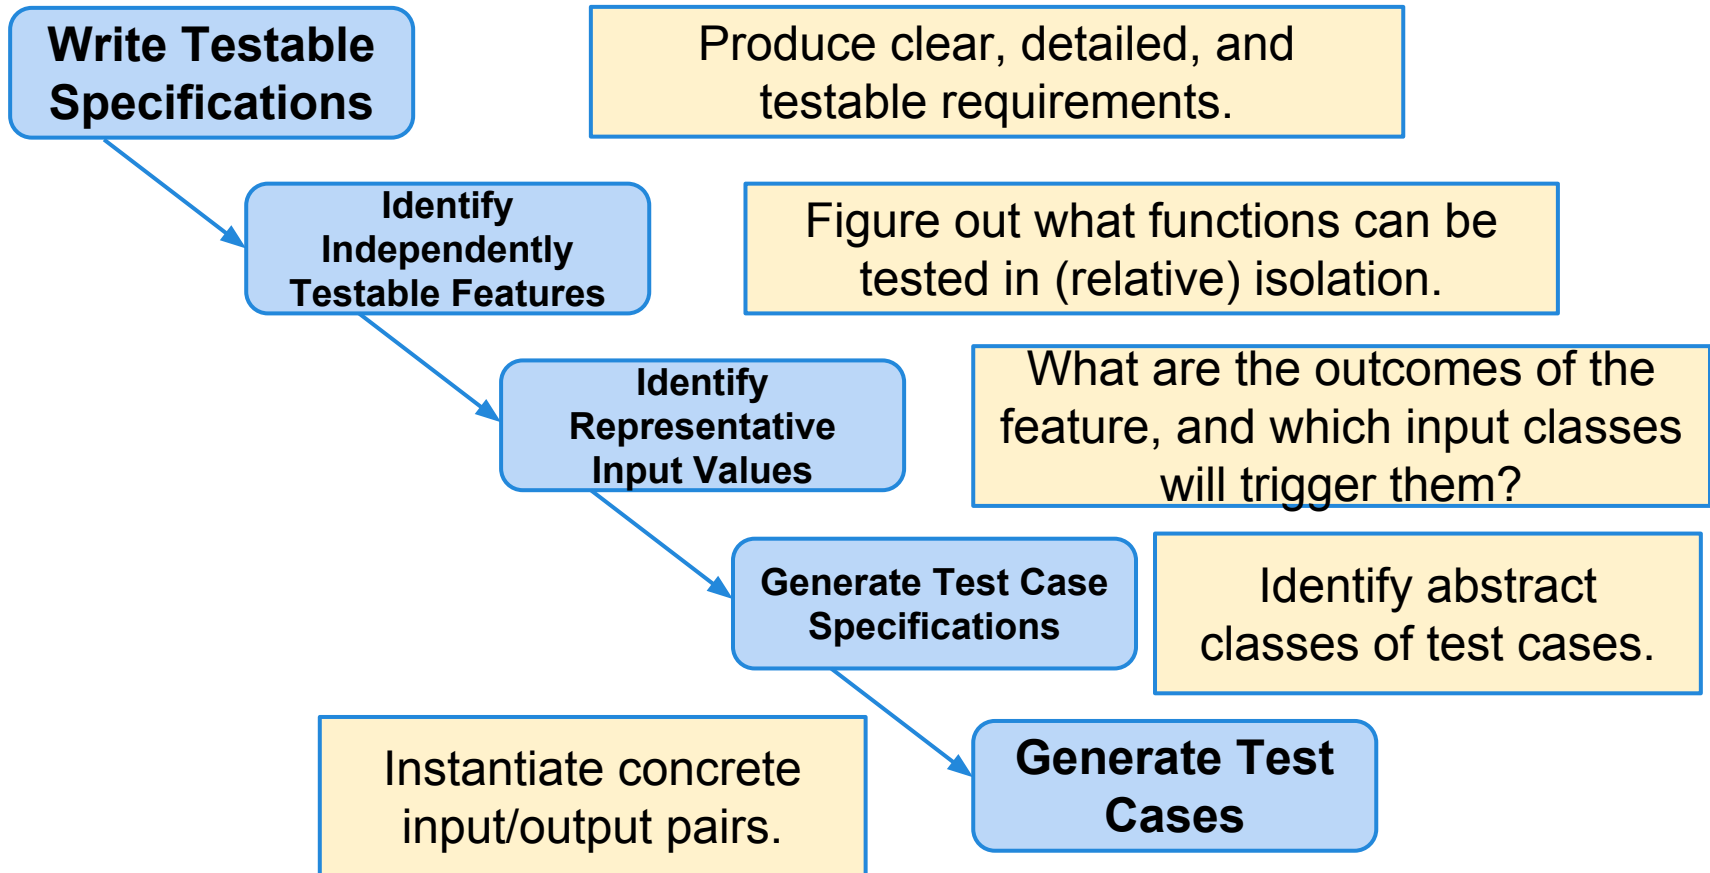 Write Testable
Specifications
Produce clear, detailed, and
testable requirements.
Identify
Independently
Testable Features
Figure out what functions can be
tested in (relative) isolation.
Identify
Representative
Input Values
What are the outcomes of the
feature, and which input classes
will trigger them?
Generate Test Case
Specifications
Identify abstract
classes of test cases.
Instantiate concrete
input/output pairs.
Generate Test
Cases